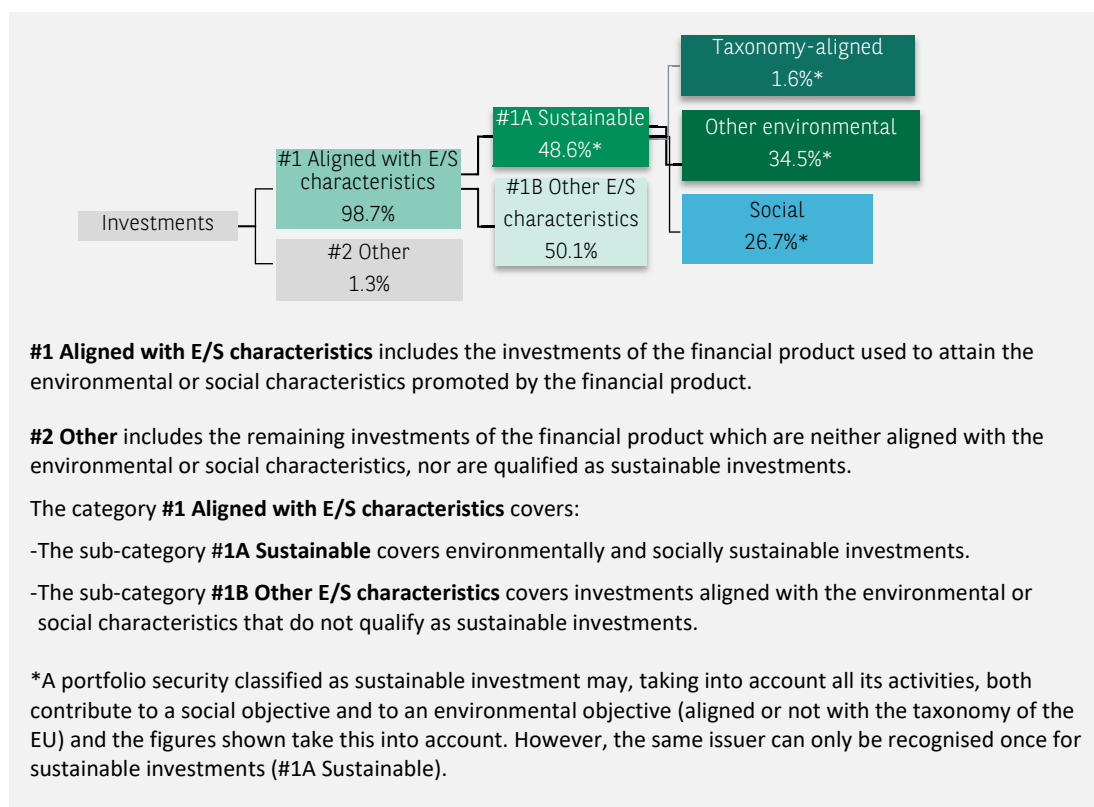 Taxonomy-aligned
1.6%*
#1A Sustainable
48.6%*
Other environmental
34.5%*
#1 Aligned with E/S
characteristics
98.7%
#1B Other E/S
characteristics
50.1%
Social
26.7%*
Investments
#2 Other
1.3%
#1 Aligned with E/S characteristics includes the investments of the financial product used to attain the
environmental or social characteristics promoted by the financial product.
#2 Other includes the remaining investments of the financial product which are neither aligned with the
environmental or social characteristics, nor are qualified as sustainable investments.
The category #1 Aligned with E/S characteristics covers:
-The sub-category #1A Sustainable covers environmentally and socially sustainable investments.
-The sub-category #1B Other E/S characteristics covers investments aligned with the environmental or
social characteristics that do not qualify as sustainable investments.
*A portfolio security classified as sustainable investment may, taking into account all its activities, both
contribute to a social objective and to an environmental objective (aligned or not with the taxonomy of the
EU) and the figures shown take this into account. However, the same issuer can only be recognised once for
sustainable investments (#1A Sustainable).